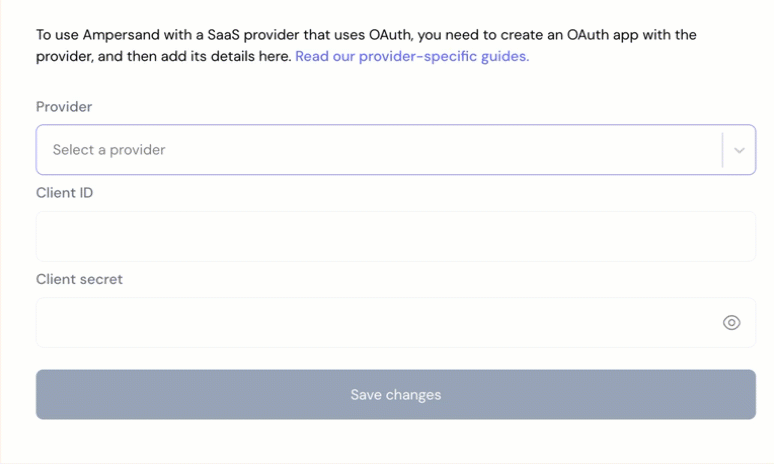 To use Ampersand with a SaaS provider that uses OAuth, you need to create an OAuth app with the
provider, and then add its details here. Read our provider-specific guides.
Provider
Select a provider
Client ID
Client secret
Save changes